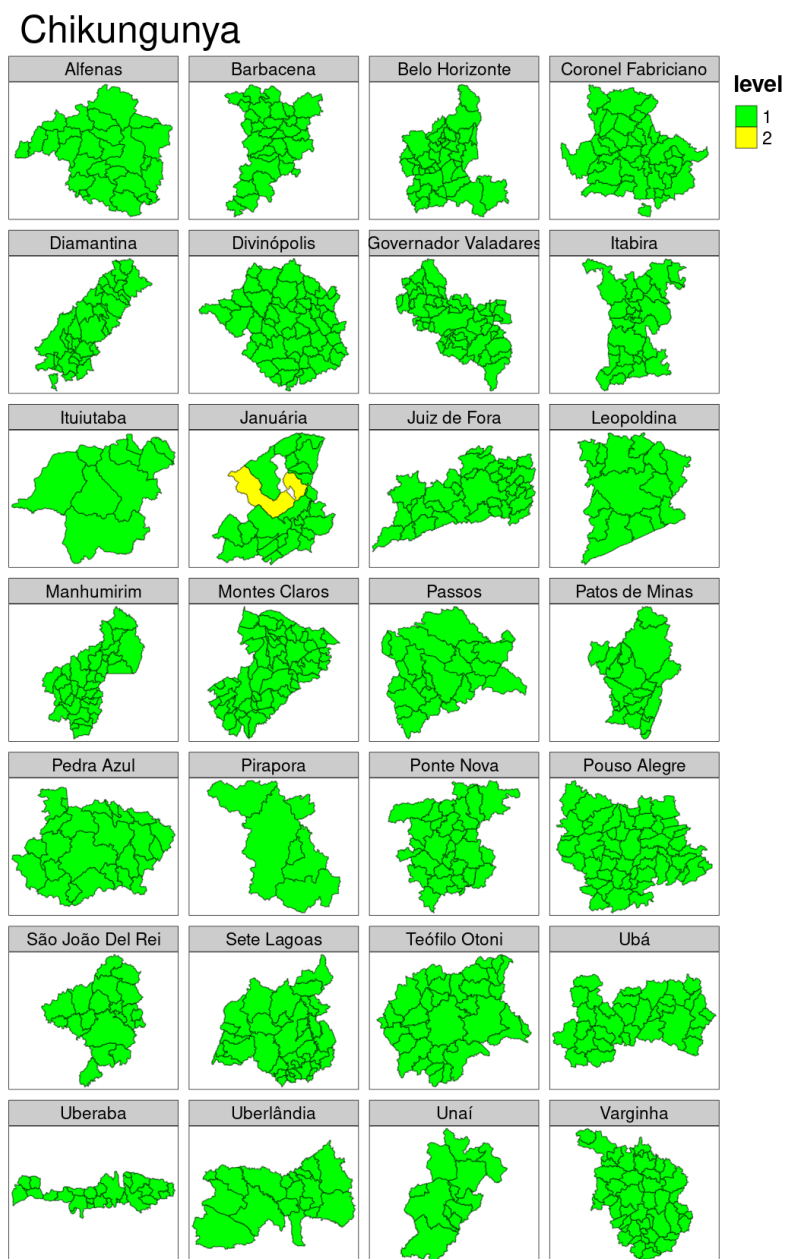 Chikungunya
Alfenas
Barbacena
Belo Horizonte
Coronel Fabriciano
level
1
2
Diamantina
Divinópolis
Governador Valadares
Itabira
Ituiutaba
Januária
Juiz de Fora
Leopoldina
Manhumirim
Montes Claros
Passos
Patos de Minas
Pedra Azul
Pirapora
Ponte Nova
Pouso Alegre
São João Del Rei
Sete Lagoas
Teófilo Otoni
Ubá
Uberaba
Uberlândia
Unaí
Varginha